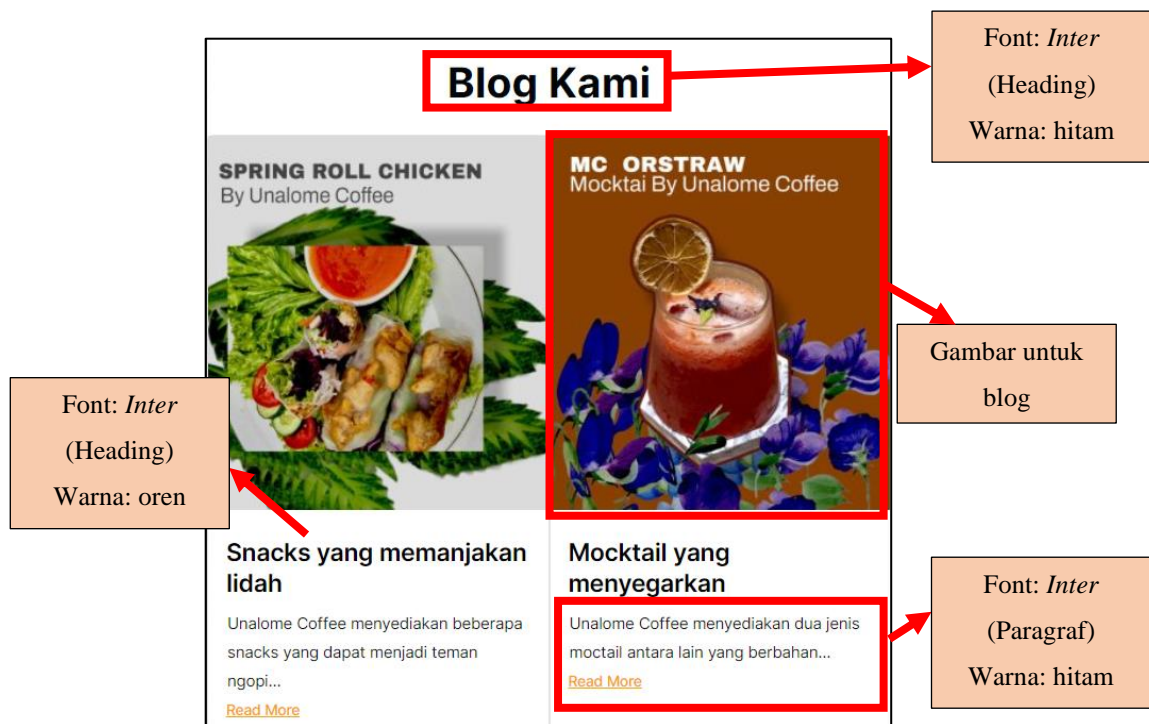 Font: Inter
(Heading)
Warna: hitam
Blog Kami
SPRING ROLL CHICKEN
By Unalome Coffee
MC ORSTRAW
Mocktai By Unalome Coffee
Gambar untuk
blog
Font: Inter
(Heading)
Warna: oren
Snacks yang memanjakan
lidah
Unalome Coffee menyediakan beberapa
snacks yang dapat menjadi teman
ngopi...
Read More
Mocktail yang
menyegarkan
Unalome Coffee menyediakan dua jenis
moctail antara lain yang berbahan...
Read More
Font: Inter
(Paragraf)
Warna: hitam